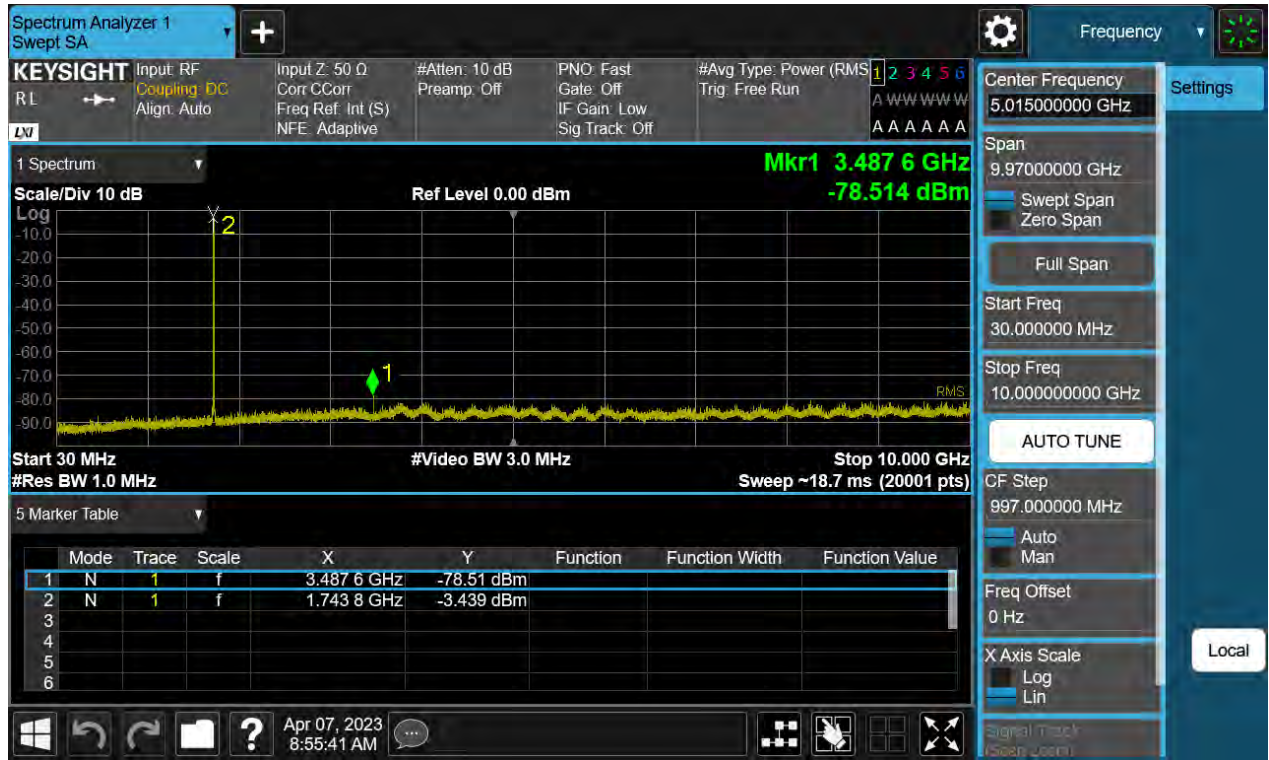 Spectrum Analyzer 1
Swept SA
Frequency
KEYSIGHT
RL
LXI
Input: RF
Coupling: DC
Align: Auto
Input Z: 50 Ω
Corr CCorr
Freq Ref: Int (S)
NFE: Adaptive
#Atten: 10 dB
Preamp: Off
PNO: Fast
Gate: Off
IF Gain: Low
Sig Track: Off
#Avg Type: Power (RMS
Trig: Free Run
1 2 3 4 5 6
A W W W W W
A A A A A A
1 Spectrum
Mkr1 3.487 6 GHz
-78.514 dBm
Scale/Div 10 dB
Ref Level 0.00 dBm
Log
-10.0
-20.0
-30.0
-40.0
-50.0
-60.0
-70.0
-80.0
-90.0
2
1
RMS
Start 30 MHz
#Video BW 3.0 MHz
Stop 10.000 GHz
#Res BW 1.0 MHz
Sweep ~18.7 ms (20001 pts)
5 Marker Table
Mode Trace Scale X Y Function Function Width Function Value
1 N 1 f 3.487 6 GHz -78.51 dBm
2 N 1 f 1.743 8 GHz -3.439 dBm
3
4
5
6
?
Apr 07, 2023
8:55:41 AM
Center Frequency
5.015000000 GHz
Settings
Span
9.97000000 GHz
Swept Span
Zero Span
Full Span
Start Freq
30.000000 MHz
Stop Freq
10.000000000 GHz
AUTO TUNE
CF Step
997.000000 MHz
Auto
Man
Freq Offset
0 Hz
X Axis Scale
Log
Lin
Local
Signal Track
(Span Zoom)